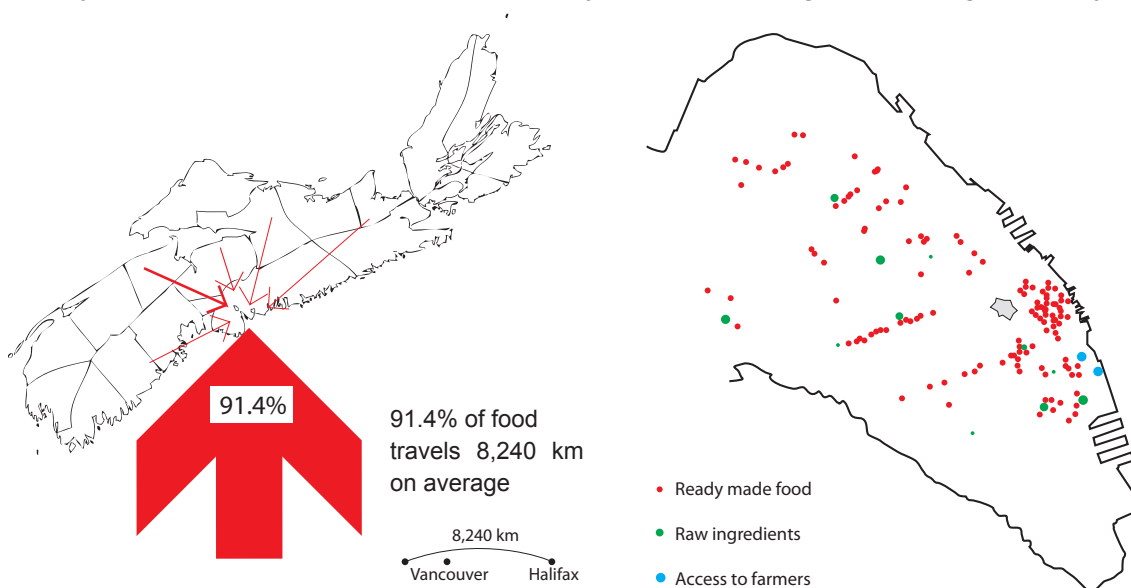 91.4%
91.4% of food
travels 8,240 km
on average
8,240 km
Vancouver
Halifax
Ready made food
Raw ingredients
Access to farmers